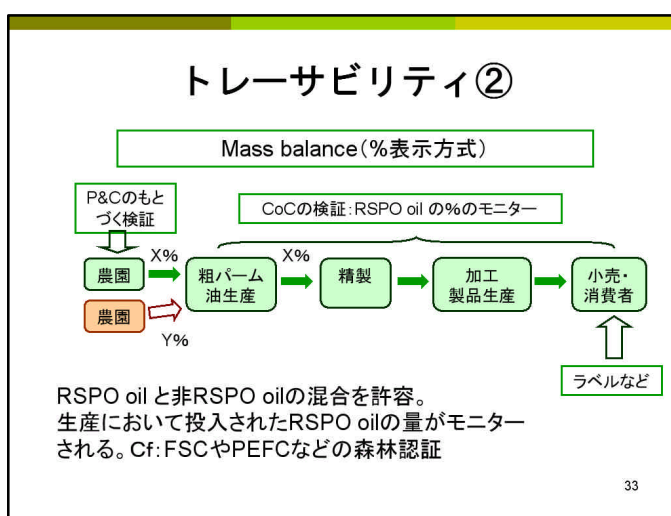 トレーサビリティ②
Mass balance(%表示方式)
P&Cのもと
づく検証
CoCの検証:RSPO oil の%のモニター
X%
X%
農園
粗パーム
油生産
精製
加工
製品生産
小売・
消費者
農園
Y%
ラベルなど
RSPO oil と非RSPO oilの混合を許容。
生産において投入されたRSPO oilの量がモニター
される。Cf:FSCやPEFCなどの森林認証
33